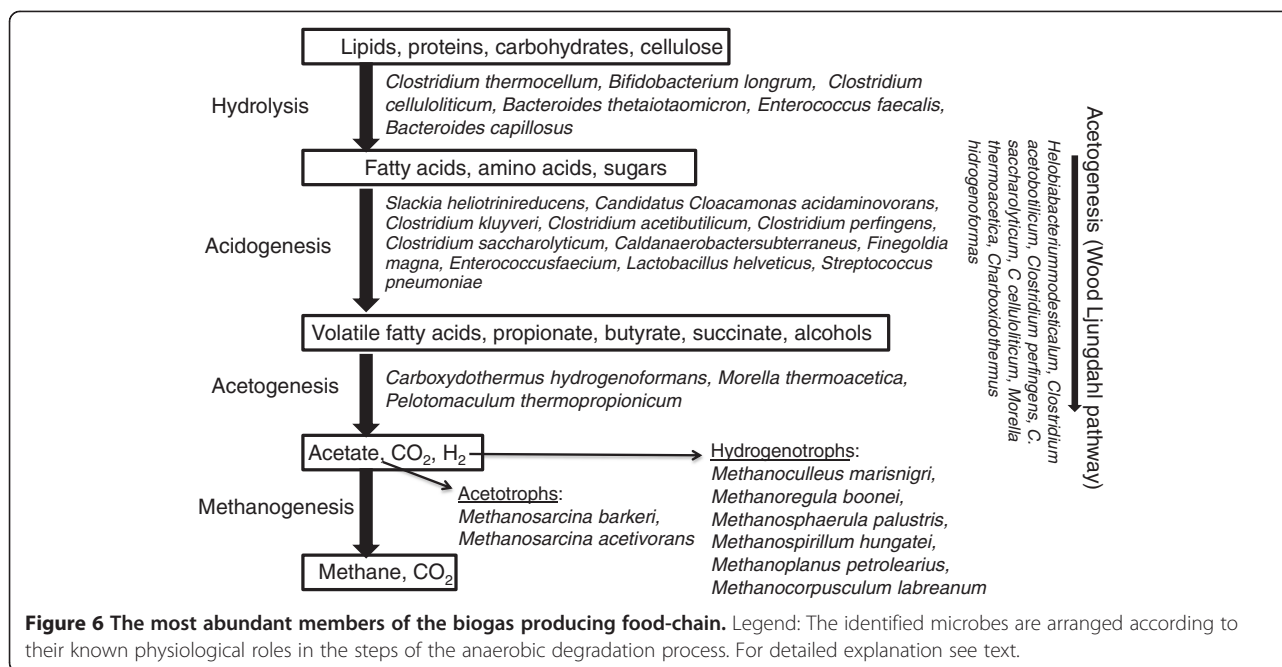 Lipids, proteins, carbohydrates, cellulose
Hydrolysis
Clostridium thermocellum, Bifidobacterium longrum, Clostridium
celluloliticum, Bacteroides thetaiotaomicron, Enterococcus faecalis,
Bacteroides capillosus
Fatty acids, amino acids, sugars
Acidogenesis
Slackia heliotrinireducens, Candidatus Cloacamonas acidaminovorans,
Clostridium kluyveri, Clostridium acetibutilicum, Clostridium perfingens,
Clostridium saccharolyticum, Caldanaerobactersubterraneus, Finegoldia
magna, Enterococcusfaecium, Lactobacillus helveticus, Streptococcus
pneumoniae
Volatile fatty acids, propionate, butyrate, succinate, alcohols
Acetogenesis
Carboxydothermus hydrogenoformans, Morella thermoacetica,
Pelotomaculum thermopropionicum
Acetate, CO2, H2
Methanogenesis
Acetotrophs:
Methanosarcina barkeri,
Methanosarcina acetivorans
Hydrogenotrophs:
Methanoculleus marisnigri,
Methanoregula boonei,
Methanosphaerula palustris,
Methanospirillum hungatei,
Methanoplanus petrolearius,
Methanocorpusculum labreanum
Methane, CO2
Acetogenesis (Wood Ljungdahl pathway)
Helobiabacteriummodesticalum, Clostridium
acetobotilicum, Clostridium perfingens, C.
saccharolyticum, C celluloliticum, Morella
thermoacetica, Charboxidothermus
hidrogenoformas
Figure 6 The most abundant members of the biogas producing food-chain. Legend: The identified microbes are arranged according to
their known physiological roles in the steps of the anaerobic degradation process. For detailed explanation see text.